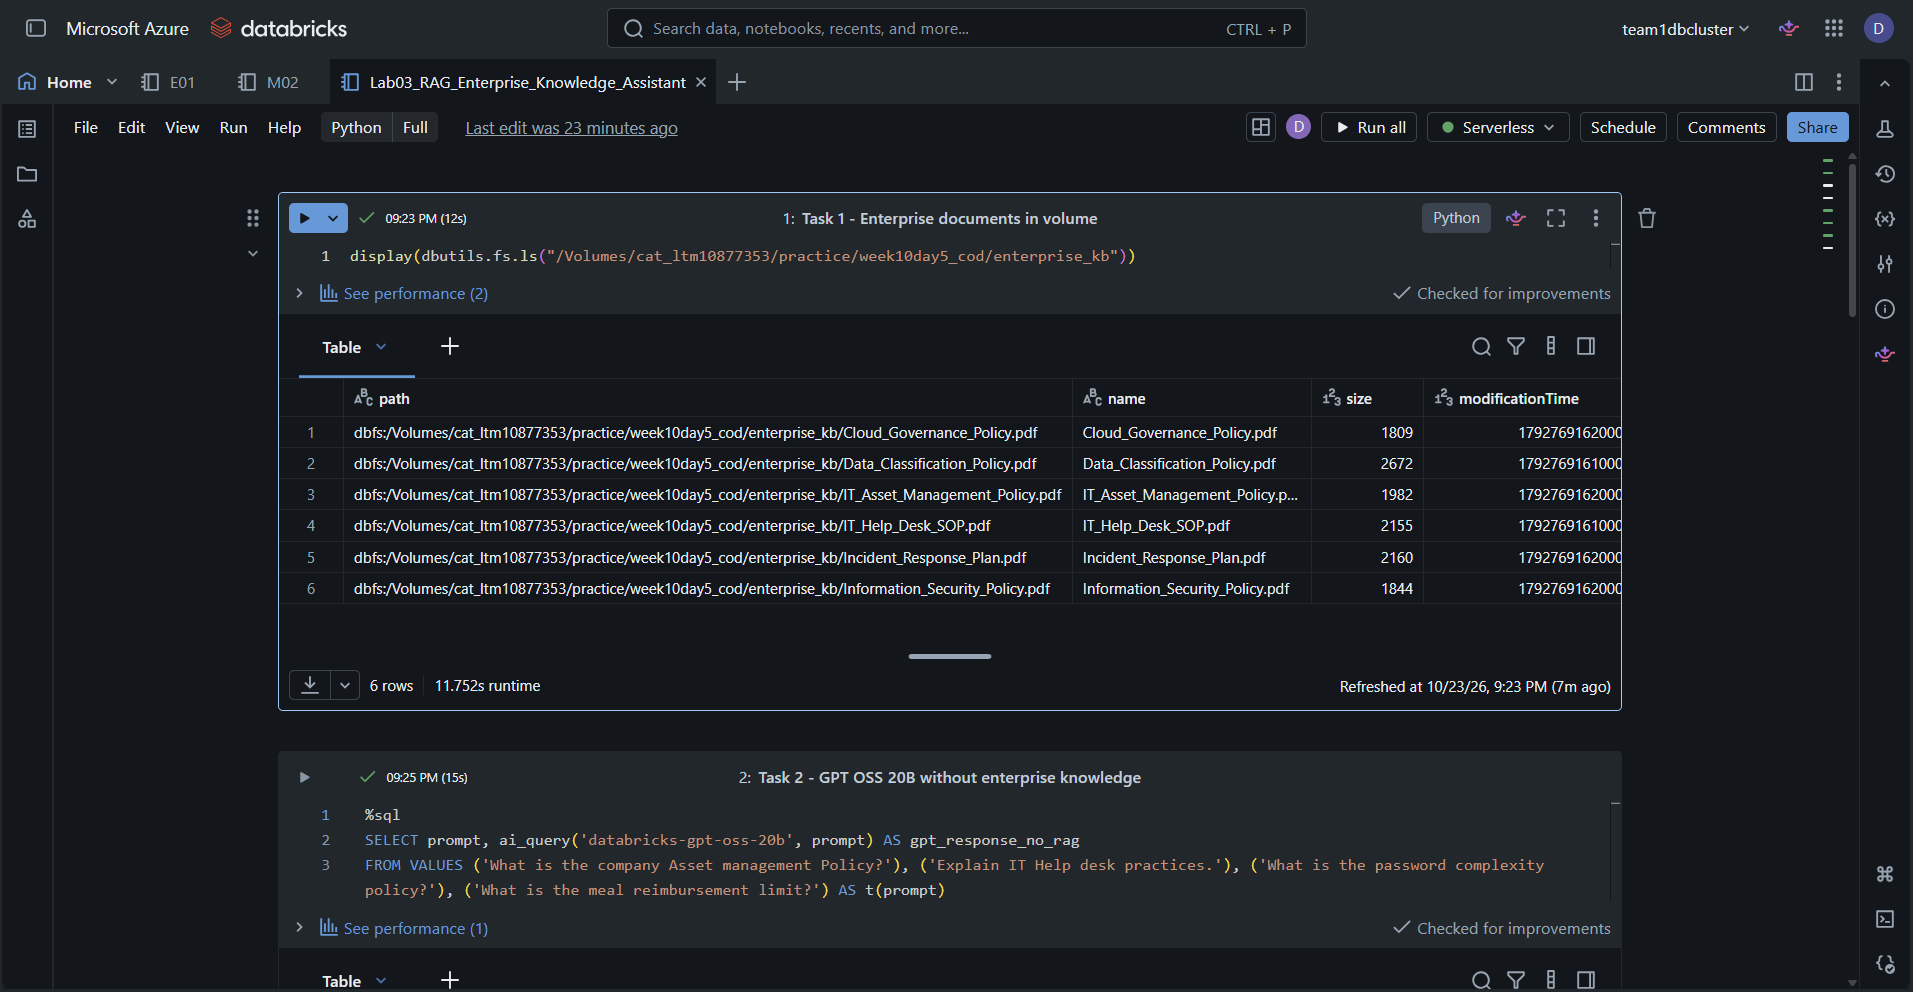 Microsoft Azure databricks Search data, notebooks, recents, and more... CTRL + P team1dbcluster D
Home E01 M02 Lab03_RAG_Enterprise_Knowledge_Assistant
File Edit View Run Help Python Full Last edit was 23 minutes ago D Run all Serverless Schedule Comments Share
09:23 PM (12s) 1: Task 1 - Enterprise documents in volume Python
1 display(dbutils.fs.ls("/Volumes/cat_ltm10877353/practice/week10day5_cod/enterprise_kb"))
See performance (2) Checked for improvements
Table
path name size modificationTime
1 dbfs:/Volumes/cat_ltm10877353/practice/week10day5_cod/enterprise_kb/Cloud_Governance_Policy.pdf Cloud_Governance_Policy.pdf 1809 1792769162000
2 dbfs:/Volumes/cat_ltm10877353/practice/week10day5_cod/enterprise_kb/Data_Classification_Policy.pdf Data_Classification_Policy.pdf 2672 1792769161000
3 dbfs:/Volumes/cat_ltm10877353/practice/week10day5_cod/enterprise_kb/IT_Asset_Management_Policy.pdf IT_Asset_Management_Policy.p... 1982 1792769162000
4 dbfs:/Volumes/cat_ltm10877353/practice/week10day5_cod/enterprise_kb/IT_Help_Desk_SOP.pdf IT_Help_Desk_SOP.pdf 2155 1792769161000
5 dbfs:/Volumes/cat_ltm10877353/practice/week10day5_cod/enterprise_kb/Incident_Response_Plan.pdf Incident_Response_Plan.pdf 2160 1792769162000
6 dbfs:/Volumes/cat_ltm10877353/practice/week10day5_cod/enterprise_kb/Information_Security_Policy.pdf Information_Security_Policy.pdf 1844 1792769162000
6 rows 11.752s runtime Refreshed at 10/23/26, 9:23 PM (7m ago)
09:25 PM (15s) 2: Task 2 - GPT OSS 20B without enterprise knowledge
1 %sql
2 SELECT prompt, ai_query('databricks-gpt-oss-20b', prompt) AS gpt_response_no_rag
3 FROM VALUES ('What is the company Asset management Policy?'), ('Explain IT Help desk practices.'), ('What is the password complexity
policy?'), ('What is the meal reimbursement limit?') AS t(prompt)
See performance (1) Checked for improvements
Table